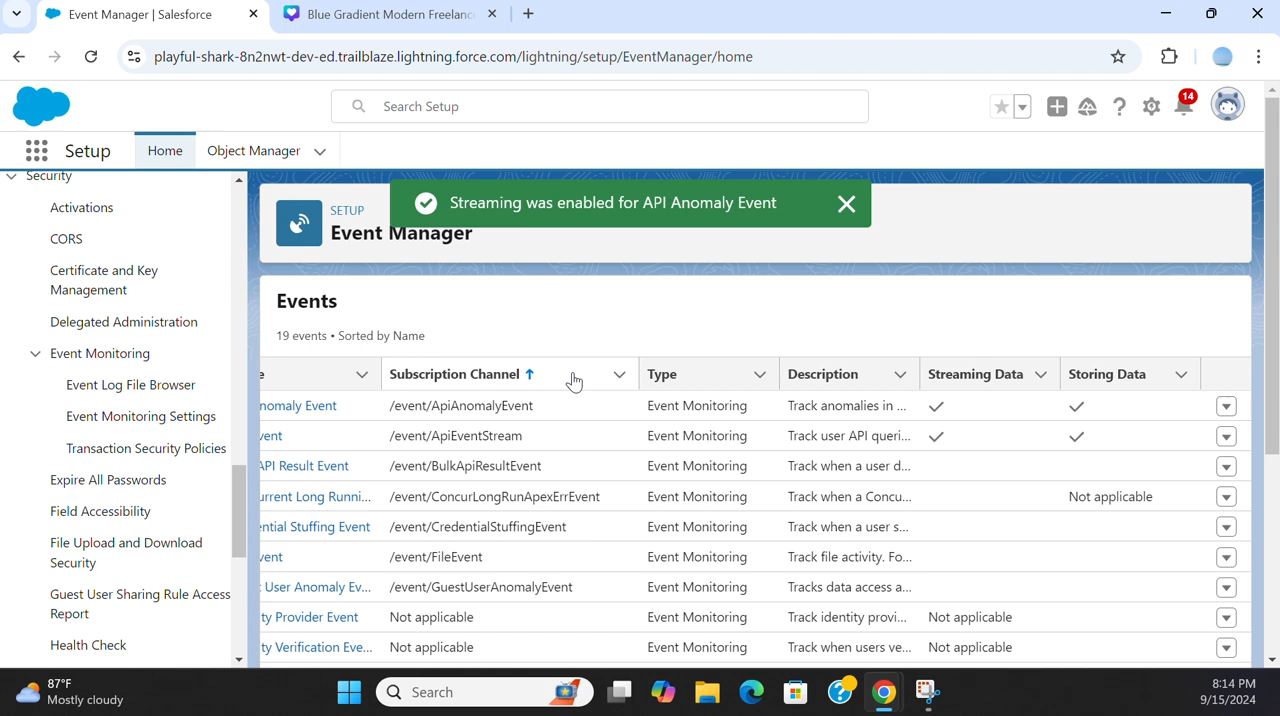 Event Manager | Salesforce
Blue Gradient Modern Freelanc
playful-shark-8n2nwt-dev-ed.trailblaze.lightning.force.com/lightning/setup/EventManager/home
Search Setup
14
Setup
Home
Object Manager
Security
Activations
CORS
Certificate and Key
Management
Delegated Administration
Event Monitoring
Event Log File Browser
Event Monitoring Settings
Transaction Security Policies
Expire All Passwords
Field Accessibility
File Upload and Download
Security
Guest User Sharing Rule Access
Report
Health Check
Streaming was enabled for API Anomaly Event
SETUP
Event Manager
Events
19 events • Sorted by Name
e Subscription Channel Type Description Streaming Data Storing Data
nomaly Event /event/ApiAnomalyEvent Event Monitoring Track anomalies in ...
vent /event/ApiEventStream Event Monitoring Track user API queri...
API Result Event /event/BulkApiResultEvent Event Monitoring Track when a user d...
urrent Long Runni... /event/ConcurLongRunApexErrEvent Event Monitoring Track when a Concu... Not applicable
ential Stuffing Event /event/CredentialStuffingEvent Event Monitoring Track when a user s...
vent /event/FileEvent Event Monitoring Track file activity. Fo...
t User Anomaly Ev... /event/GuestUserAnomalyEvent Event Monitoring Tracks data access a...
ty Provider Event Not applicable Event Monitoring Track identity provi... Not applicable
ty Verification Eve... Not applicable Event Monitoring Track when users ve... Not applicable
87°F
Mostly cloudy
Search
8:14 PM
9/15/2024